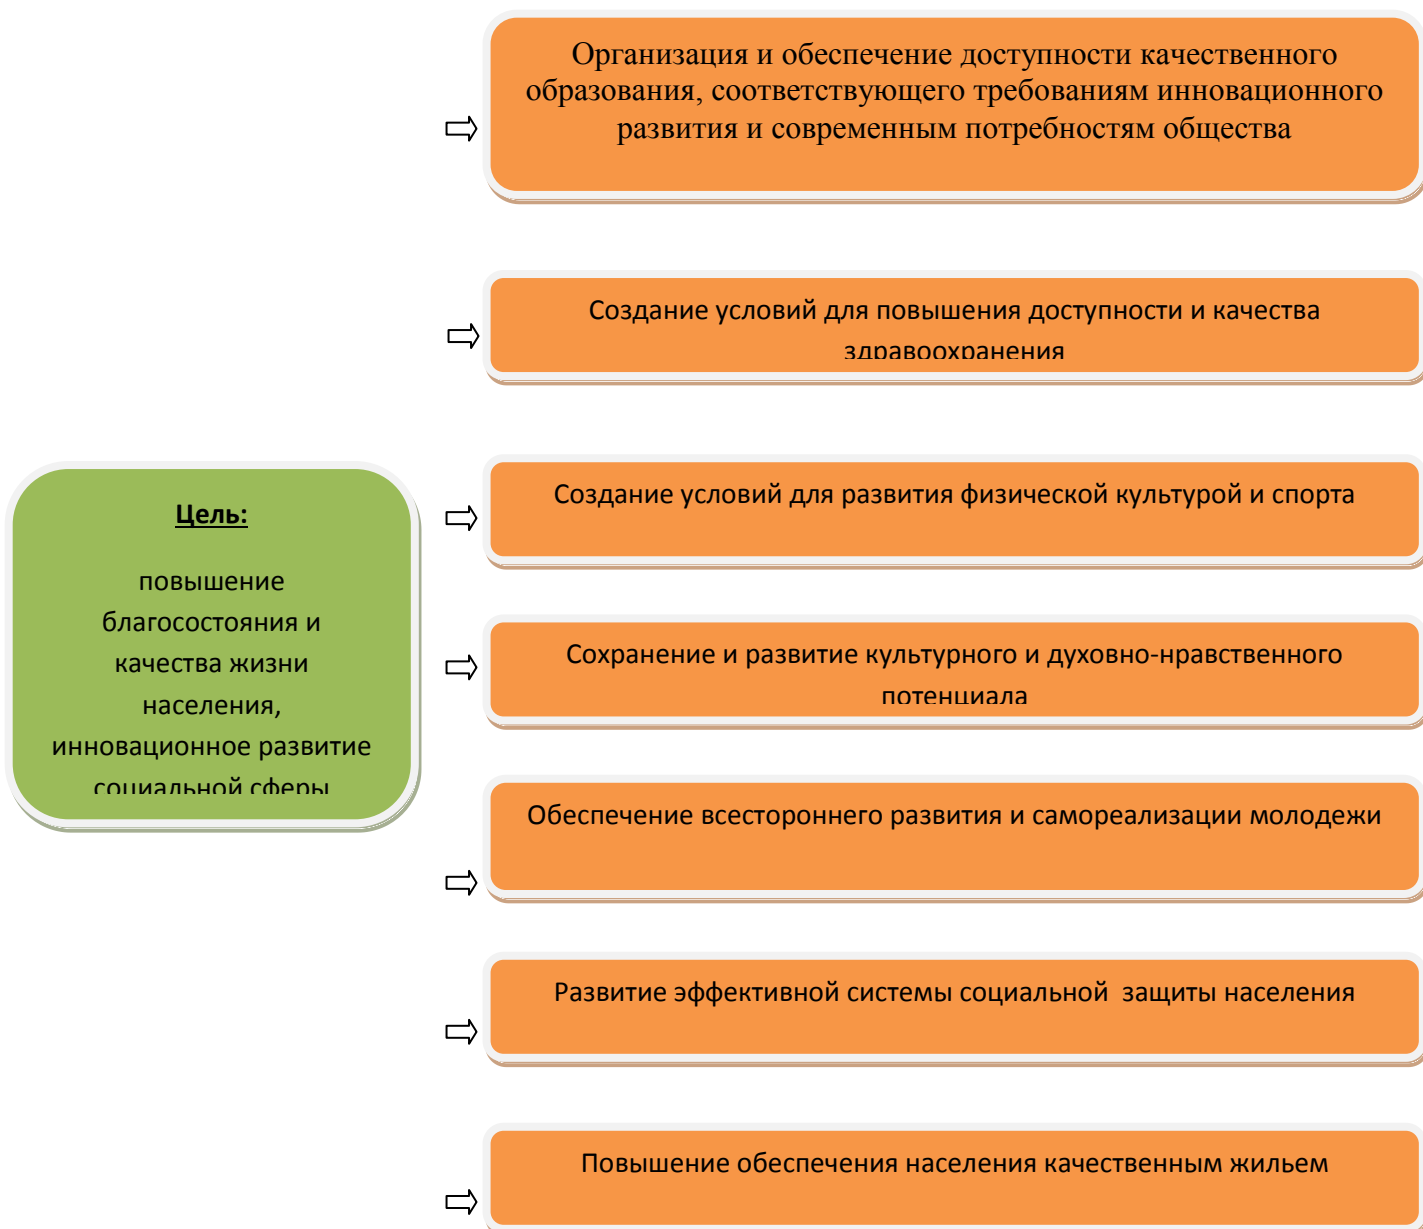 Организация и обеспечение доступности качественного
образования, соответствующего требованиям инновационного
развития и современным потребностям общества
Создание условий для повышения доступности и качества
здравоохранения
Цель:
повышение
благосостояния и
качества жизни
населения,
инновационное развитие
социальной сферы
Создание условий для развития физической культурой и спорта
Сохранение и развитие культурного и духовно-нравственного
потенциала
Обеспечение всестороннего развития и самореализации молодежи
Развитие эффективной системы социальной  защиты населения
Повышение обеспечения населения качественным жильем